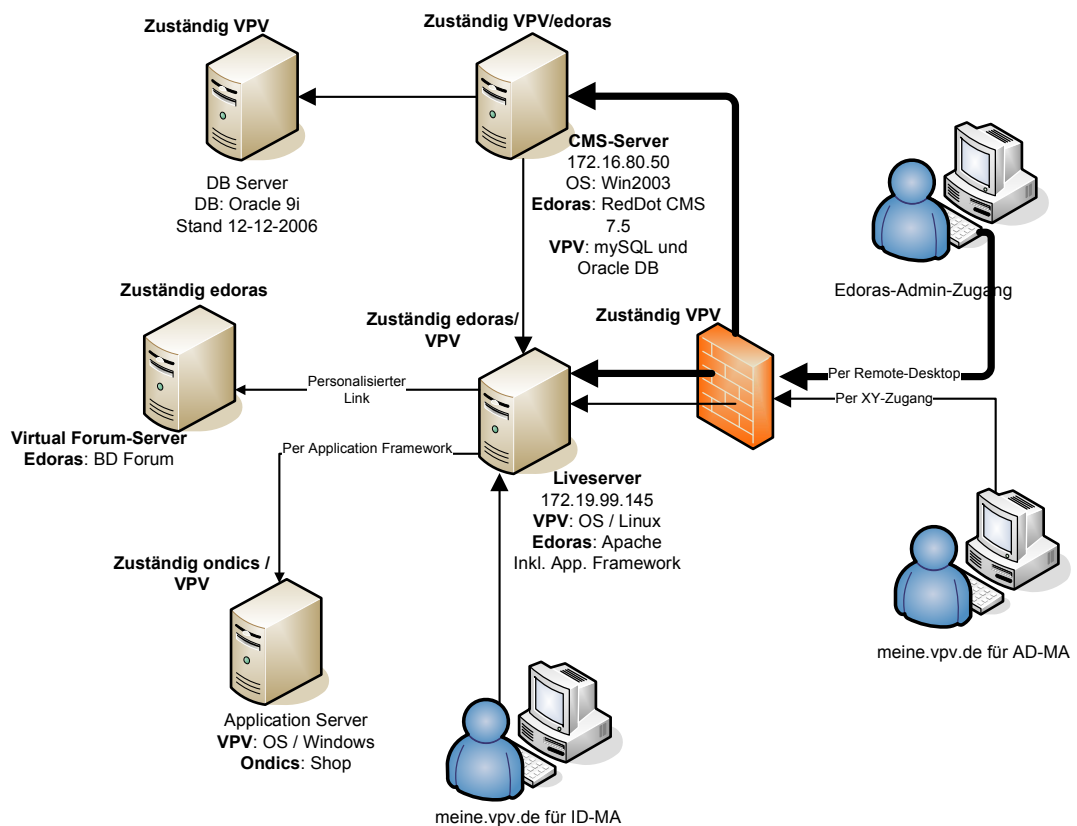 Zuständig VPV
Zuständig VPV/edoras
DB Server
DB: Oracle 9i
Stand 12-12-2006
CMS-Server
172.16.80.50
OS: Win2003
Edoras: RedDot CMS
7.5
VPV: mySQL und
Oracle DB
Edoras-Admin-Zugang
Zuständig edoras
Zuständig edoras/
VPV
Zuständig VPV
Personalisierter
Link
Per Remote-Desktop
Per XY-Zugang
Virtual Forum-Server
Edoras: BD Forum
Per Application Framework
Liveserver
172.19.99.145
VPV: OS / Linux
Edoras: Apache
Inkl. App. Framework
Zuständig ondics /
VPV
meine.vpv.de für AD-MA
Application Server
VPV: OS / Windows
Ondics: Shop
meine.vpv.de für ID-MA